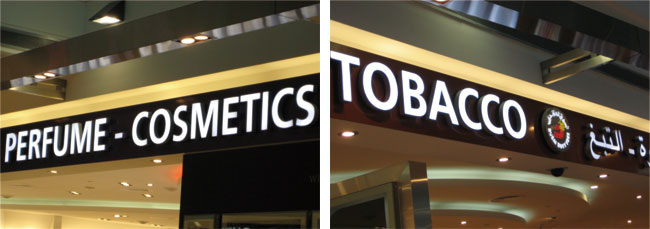 PERFUME - COSMETICS
TOBACCO
التبغ -